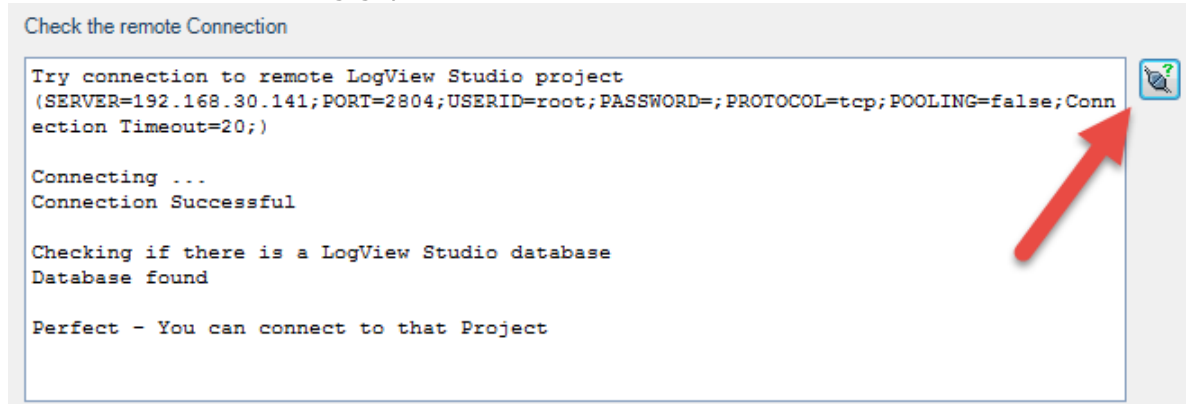 Check the remote Connection
Try connection to remote LogView Studio project
(SERVER=192.168.30.141;PORT=2804;USERID=root;PASSWORD=;PROTOCOL=tcp;POOLING=false;Conn
ection Timeout=20;)
Connecting ...
Connection Successful
Checking if there is a LogView Studio database
Database found
Perfect - You can connect to that Project